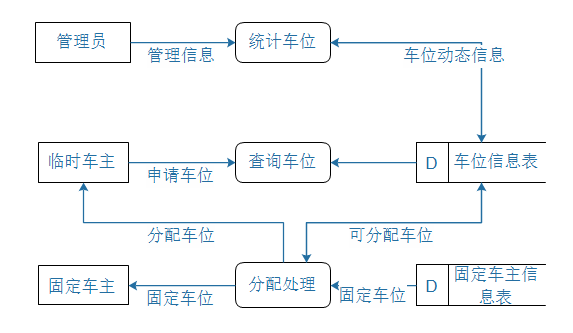 管理员
管理信息
统计车位
车位动态信息
临时车主
申请车位
查询车位
D
车位信息表
分配车位
可分配车位
固定车主
固定车位
分配处理
固定车位
D
固定车主信
息表